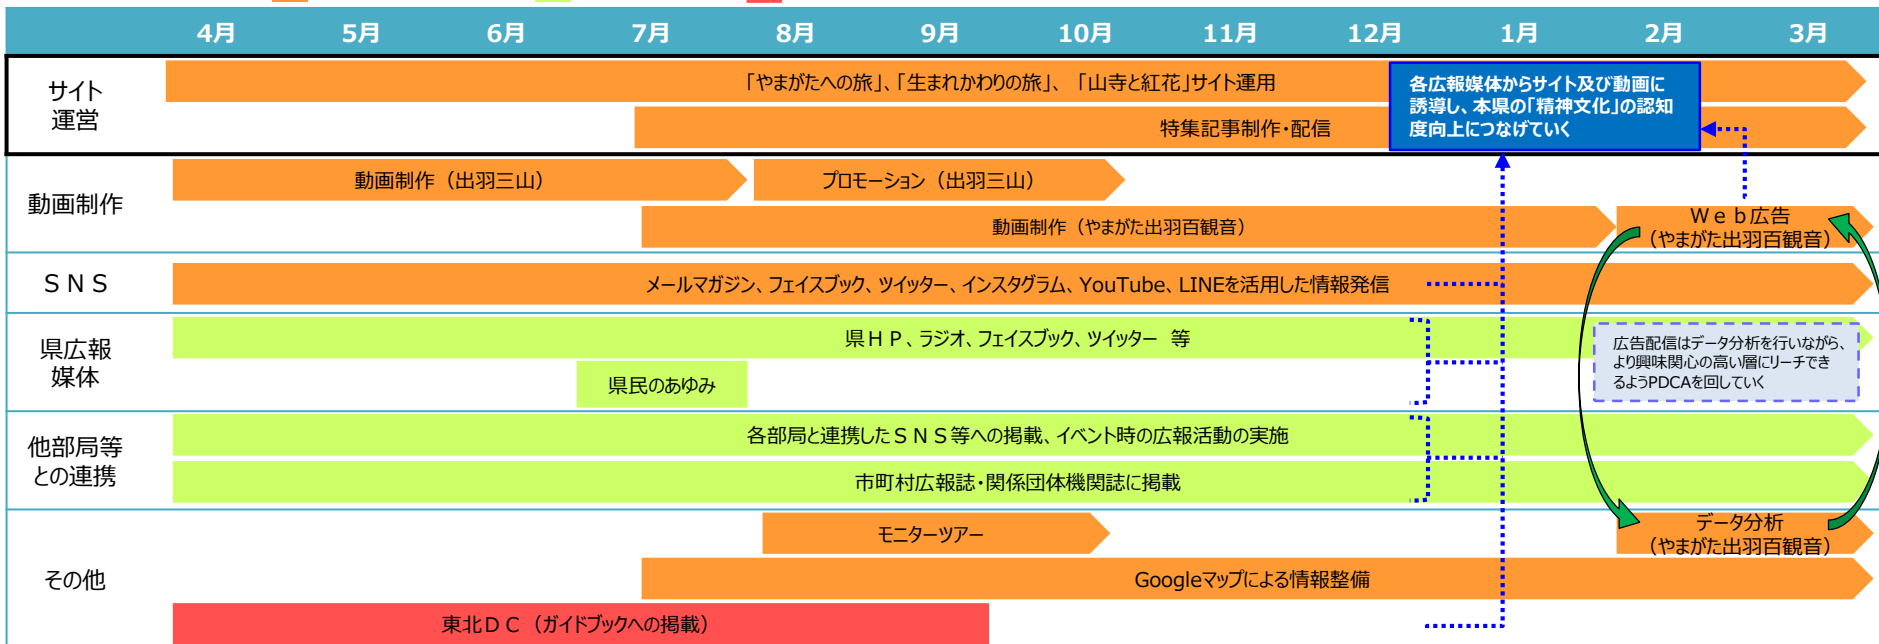 4月 5月 6月 7月 8月 9月 10月 11月 12月 1月 2月 3月
サイト
運営
「やまがたへの旅」、「生まれかわりの旅」、「山寺と紅花」サイト運用
特集記事制作・配信
各広報媒体からサイト及び動画に
誘導し、本県の「精神文化」の認知
度向上につなげていく
動画制作
動画制作（出羽三山）
プロモーション（出羽三山）
動画制作（やまがた出羽百観音）
Ｗｅｂ広告
（やまがた出羽百観音）
ＳＮＳ
メールマガジン、フェイスブック、ツイッター、インスタグラム、YouTube、LINEを活用した情報発信
県広報
媒体
県ＨＰ、ラジオ、フェイスブック、ツイッター 等
県民のあゆみ
広告配信はデータ分析を行いながら、
より興味関心の高い層にリーチでき
るようPDCAを回していく
他部局等
との連携
各部局と連携したＳＮＳ等への掲載、イベント時の広報活動の実施
市町村広報誌・関係団体機関誌に掲載
その他
モニターツアー
データ分析
（やまがた出羽百観音）
Googleマップによる情報整備
東北ＤＣ（ガイドブックへの掲載）